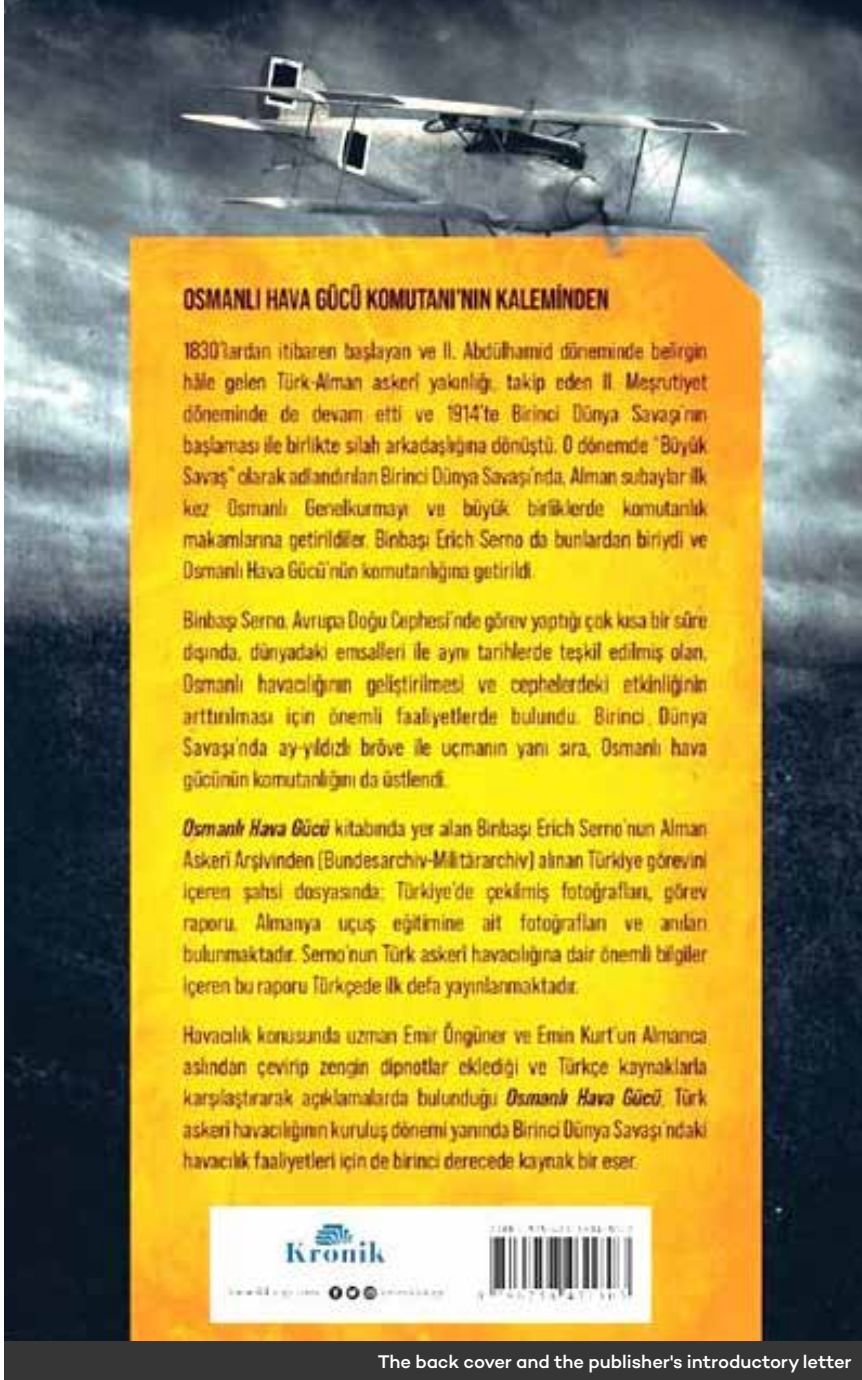 OSMANLI HAVA GÜCÜ KOMUTANI'NIN KALEMİNDEN
1830'lardan itibaren başlayan ve II. Abdülhamid döneminde belirgin
hâle gelen Türk-Alman askerî yakınlığı, takip eden II. Meşrutiyet
döneminde de devam etti ve 1914'te Birinci Dünya Savaşı'nın
başlaması ile birlikte silah arkadaşlığına dönüştü. O dönemde "Büyük
Savaş" olarak adlandırılan Birinci Dünya Savaşı'nda, Alman subaylar ilk
kez Osmanlı Genelkurmayı ve büyük birliklerde komutanlık
makamlarına getirildiler. Binbaşı Erich Serno da bunlardan biriydi ve
Osmanlı Hava Gücü'nün komutanlığına getirildi.
Binbaşı Serno, Avrupa Doğu Cephesi'nde görev yaptığı çok kısa bir süre
dışında, dünyadaki emsalleri ile aynı tarihlerde teşkil edilmiş olan,
Osmanlı havacılığının geliştirilmesi ve cephelerdeki etkinliğinin
arttırılması için önemli faaliyetlerde bulundu. Birinci Dünya
Savaşı'nda ay-yıldızlı bröve ile uçmanın yanı sıra, Osmanlı hava
gücünün komutanlığını da üstlendi.
Osmanlı Hava Gücü kitabında yer alan Binbaşı Erich Serno'nun Alman
Askerî Arşivinden (Bundesarchiv-Militärarchiv) alınan Türkiye görevini
içeren şahsi dosyasında; Türkiye'de çekilmiş fotoğrafları, görev
raporu, Almanya uçuş eğitimine ait fotoğrafları ve anıları
bulunmaktadır. Serno'nun Türk askerî havacılığına dair önemli bilgiler
içeren bu raporu Türkçede ilk defa yayınlanmaktadır.
Havacılık konusunda uzman Emir Öngüner ve Emin Kurt'un Almanca
aslından çevirip zengin dipnotlar eklediği ve Türkçe kaynaklarla
karşılaştırarak açıklamalarda bulunduğu Osmanlı Hava Gücü, Türk
askerî havacılığının kuruluş dönemi yanında Birinci Dünya Savaşı'ndaki
havacılık faaliyetleri için de birinci derecede kaynak bir eser.
Kronik
The back cover and the publisher's introductory letter